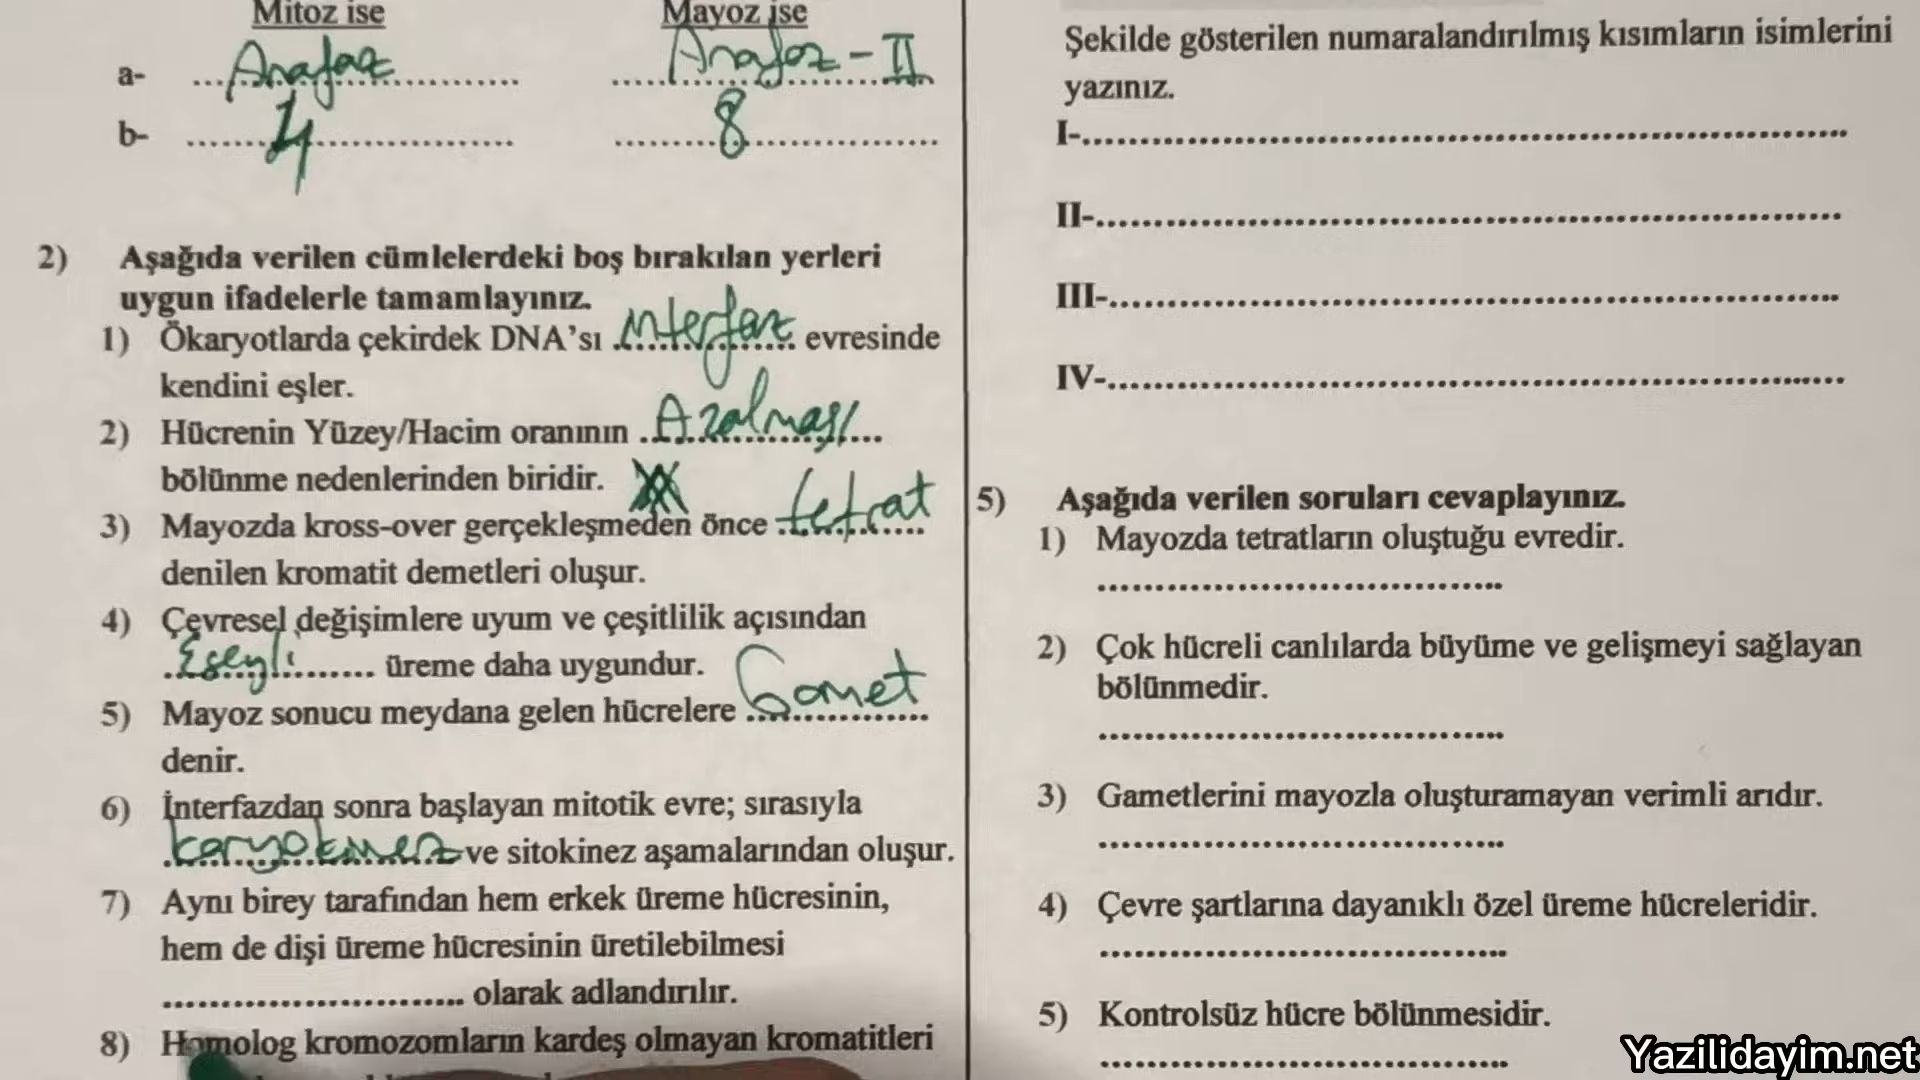 Mitoz ise Mayoz ise
a- Anafaz Anafaz - II
b- 4 8
2) Aşağıda verilen cümlelerdeki boş bırakılan yerleri
uygun ifadelerle tamamlayınız.
1) Ökaryotlarda çekirdek DNA'sı interfaz evresinde
kendini eşler.
2) Hücrenin Yüzey/Hacim oranının Azalması
bölünme nedenlerinden biridir.
3) Mayozda kross-over gerçekleşmeden önce tetrat
denilen kromatit demetleri oluşur.
4) Çevresel değişimlere uyum ve çeşitlilik açısından
Eşeyli üreme daha uygundur.
5) Mayoz sonucu meydana gelen hücrelere Gamet
denir.
6) İnterfazdan sonra başlayan mitotik evre; sırasıyla
karyokinez ve sitokinez aşamalarından oluşur.
7) Aynı birey tarafından hem erkek üreme hücresinin,
hem de dişi üreme hücresinin üretilebilmesi
........................ olarak adlandırılır.
8) Homolog kromozomların kardeş olmayan kromatitleri
Şekilde gösterilen numaralandırılmış kısımların isimlerini
yazınız.
I-........................
II-........................
III-........................
IV-........................
5) Aşağıda verilen soruları cevaplayınız.
1) Mayozda tetratların oluştuğu evredir.
........................
2) Çok hücreli canlılarda büyüme ve gelişmeyi sağlayan
bölünmedir.
........................
3) Gametlerini mayozla oluşturamayan verimli arıdır.
........................
4) Çevre şartlarına dayanıklı özel üreme hücreleridir.
........................
5) Kontrolsüz hücre bölünmesidir.
........................
Yazilidayim.net